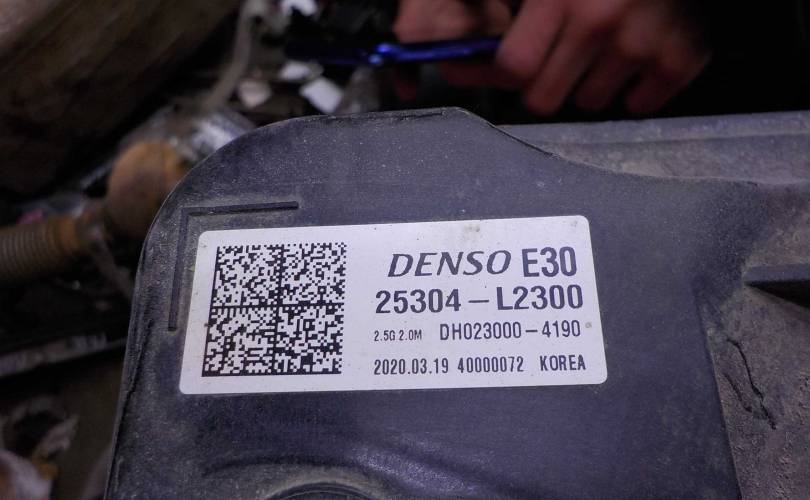 DENSO E30
25304-L2300
2.5G 2.0M DH023000-4190
2020.03.19 40000072 KOREA